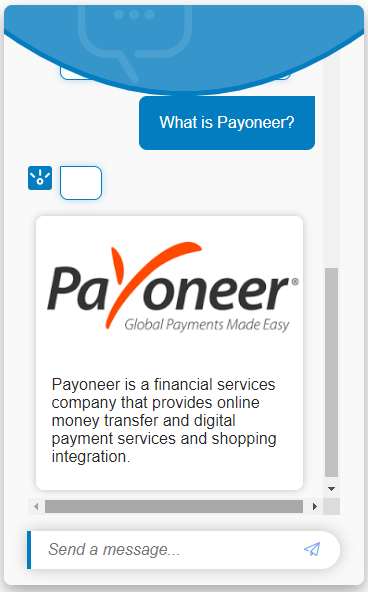 What is Payoneer?
Payoneer®
Global Payments Made Easy
Payoneer is a financial services
company that provides online
money transfer and digital
payment services and shopping
integration.
Send a message...